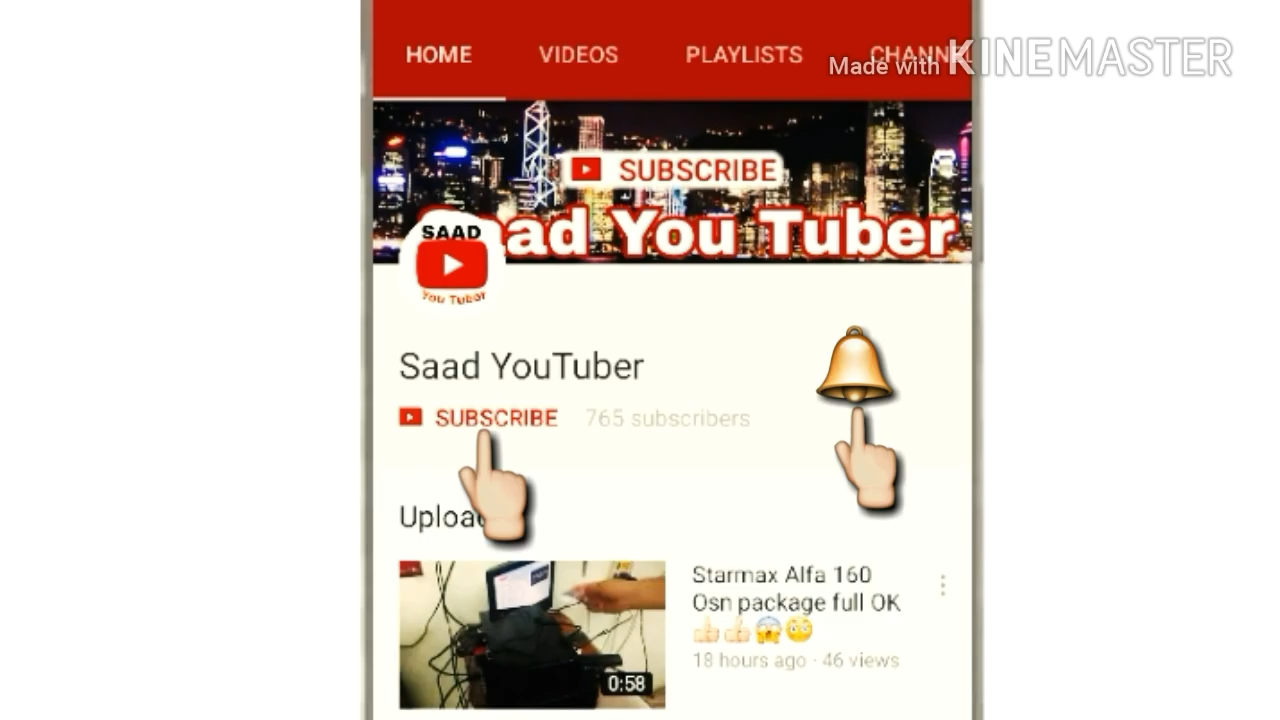 HOME VIDEOS PLAYLISTS CHANN
Made with KINEMASTER
SUBSCRIBE
Saad You Tuber
SAAD
You Tuber
Saad YouTuber
SUBSCRIBE 765 subscribers
Uploa
Starmax Alfa 160
Osn package full OK
👍👍😱😳
18 hours ago · 46 views
0:58